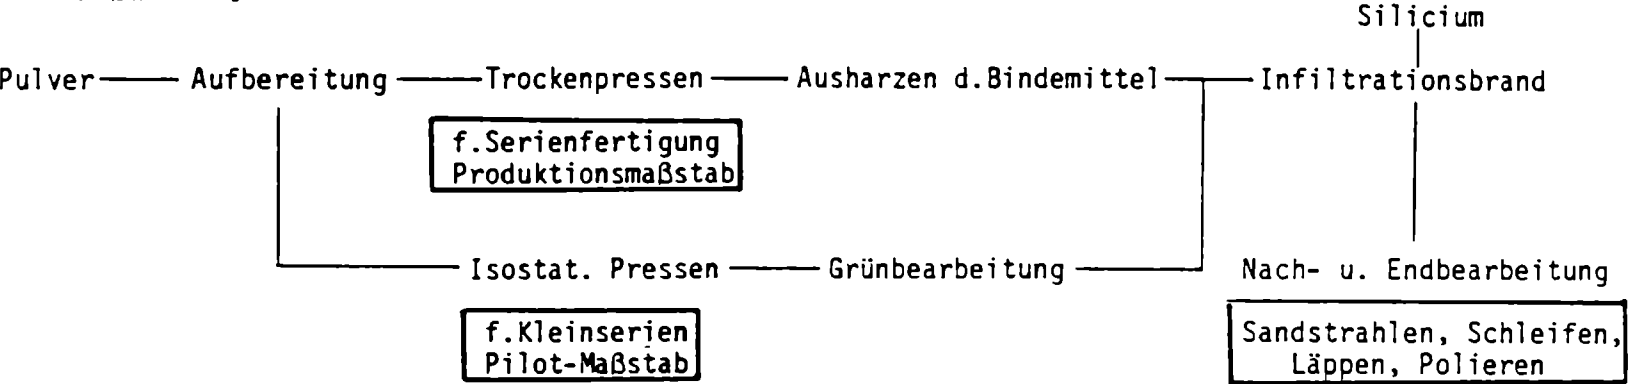 Silicium
Pulver Aufbereitung Trockenpressen Ausharzen d.Bindemittel Infiltrationsbrand
f.Serienfertigung
Produktionsmaßstab
Isostat. Pressen Grünbearbeitung Nach- u. Endbearbeitung
f.Kleinserien
Pilot-Maßstab
Sandstrahlen, Schleifen,
Läppen, Polieren